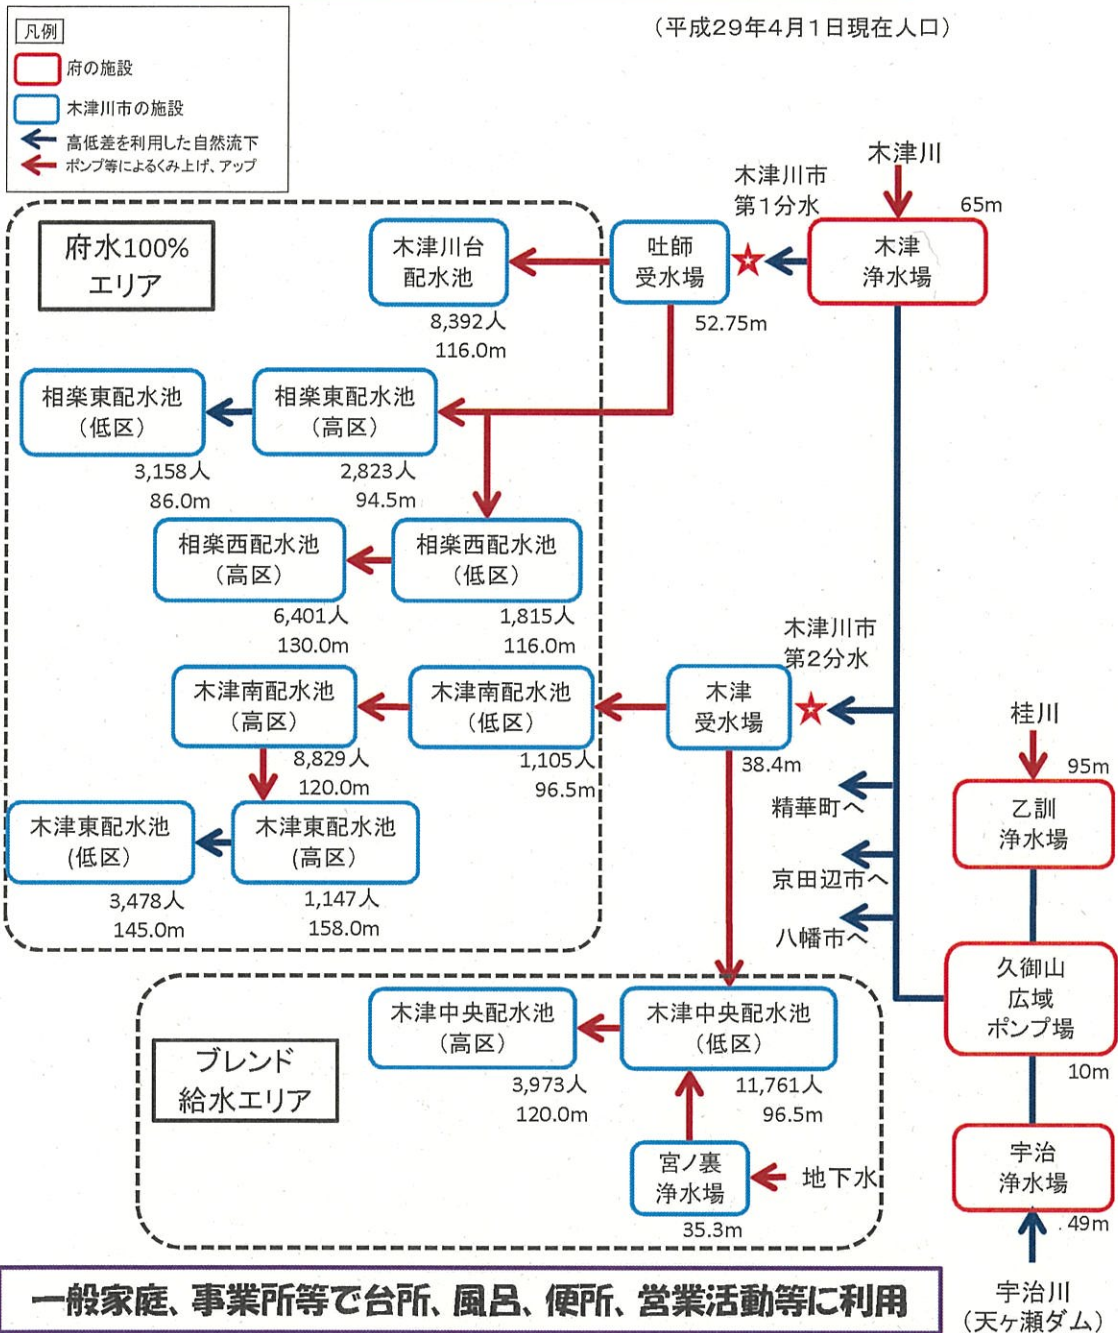 (平成29年4月1日現在人口)
凡例
府の施設
木津川市の施設
高低差を利用した自然流下
ポンプ等によるくみ上げ、アップ
木津川
65m
木津
浄水場
木津川市
第1分水
吐師
受水場
52.75m
府水100%
エリア
木津川台
配水池
8,392人
116.0m
相楽東配水池
(低区)
3,158人
86.0m
相楽東配水池
(高区)
2,823人
94.5m
相楽西配水池
(高区)
6,401人
130.0m
相楽西配水池
(低区)
1,815人
116.0m
木津川市
第2分水
木津南配水池
(高区)
8,829人
120.0m
木津南配水池
(低区)
1,105人
96.5m
木津
受水場
38.4m
木津東配水池
(低区)
3,478人
145.0m
木津東配水池
(高区)
1,147人
158.0m
精華町へ
京田辺市へ
八幡市へ
桂川
95m
乙訓
浄水場
久御山
広域
ポンプ場
10m
宇治
浄水場
49m
宇治川
(天ヶ瀬ダム)
ブレンド
給水エリア
木津中央配水池
(高区)
3,973人
120.0m
木津中央配水池
(低区)
11,761人
96.5m
宮ノ裏
浄水場
35.3m
地下水
一般家庭、事業所等で台所、風呂、便所、営業活動等に利用